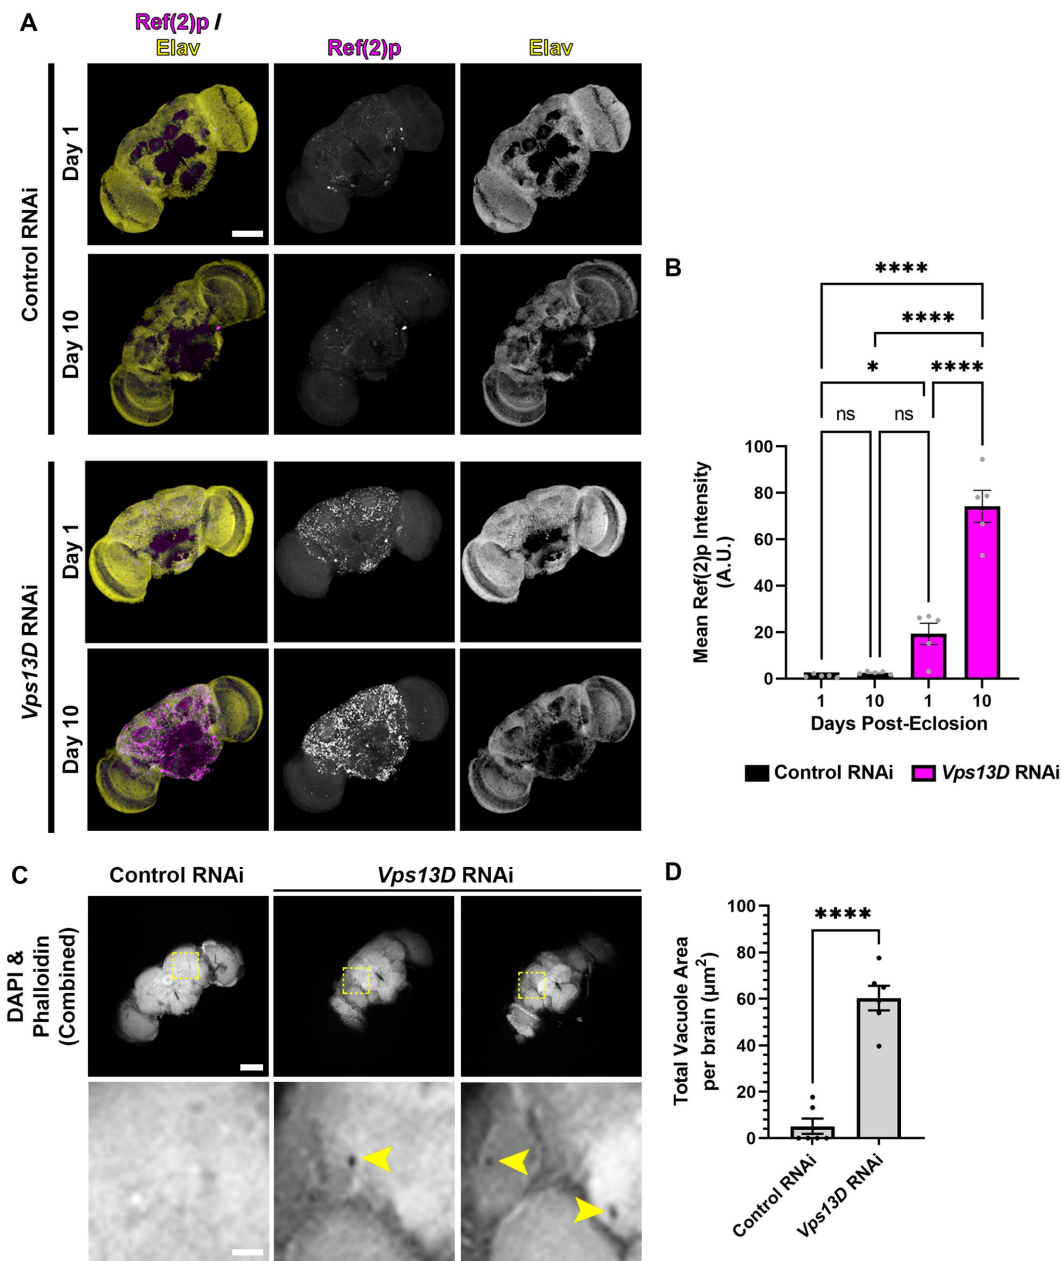 A
Ref(2)p /
Elav
Ref(2)p
Elav
Control RNAi
Day 1
Day 10
Vps13D RNAi
Day 1
Day 10
B
****
****
*
****
ns
ns
Mean Ref(2)p Intensity
(A.U.)
100
80
60
40
20
0
1
10
1
10
Days Post-Eclosion
Control RNAi
Vps13D RNAi
C
Control RNAi
Vps13D RNAi
DAPI &
Phalloidin
(Combined)
D
****
Total Vacuole Area
per brain (µm²)
100
80
60
40
20
0
Control RNAi
Vps13D RNAi